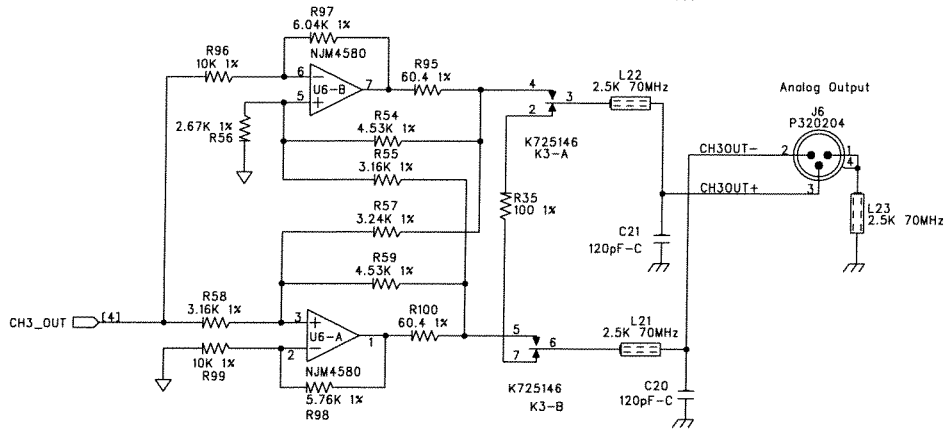 R97
6.04K 1%
NJM4580
R96
10K 1%
6
U6-B
7
5
R95
60.4 1%
2.67K 1%
R56
R54
4.53K 1%
R55
3.16K 1%
R57
3.24K 1%
R59
4.53K 1%
4
3
2
K725146
K3-A
R35
100 1%
L22
2.5K 70MHz
Analog Output
J6
P320204
CH3OUT-
2
1
4
CH3OUT+
3
L23
2.5K 70MHz
C21
120pF-C
CH3_OUT
[4]
R58
3.16K 1%
3
U6-A
1
2
R100
60.4 1%
10K 1%
R99
NJM4580
5.76K 1%
R98
5
6
7
K725146
K3-B
L21
2.5K 70MHz
C20
120pF-C